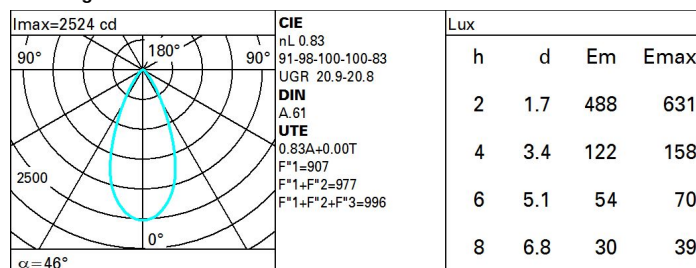 Imax=2524 cd
90° 180° 90°
2500
0°
α=46°
CIE
nL 0.83
91-98-100-100-83
UGR 20.9-20.8
DIN
A.61
UTE
0.83A+0.00T
F"1=907
F"1+F"2=977
F"1+F"2+F"3=996
Lux
h d Em Emax
2 1.7 488 631
4 3.4 122 158
6 5.1 54 70
8 6.8 30 39